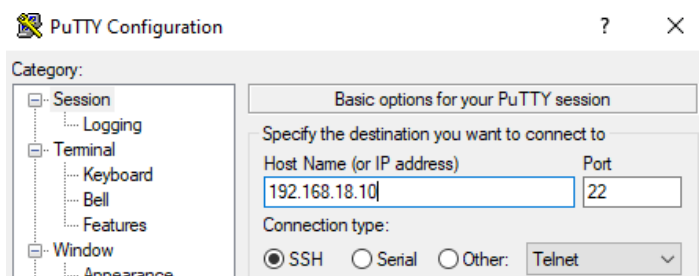 PuTTY Configuration ? ×
Category:
Session
Logging
Terminal
Keyboard
Bell
Features
Window
Appearance
Basic options for your PuTTY session
Specify the destination you want to connect to
Host Name (or IP address) Port
192.168.18.10 22
Connection type:
SSH Serial Other: Telnet